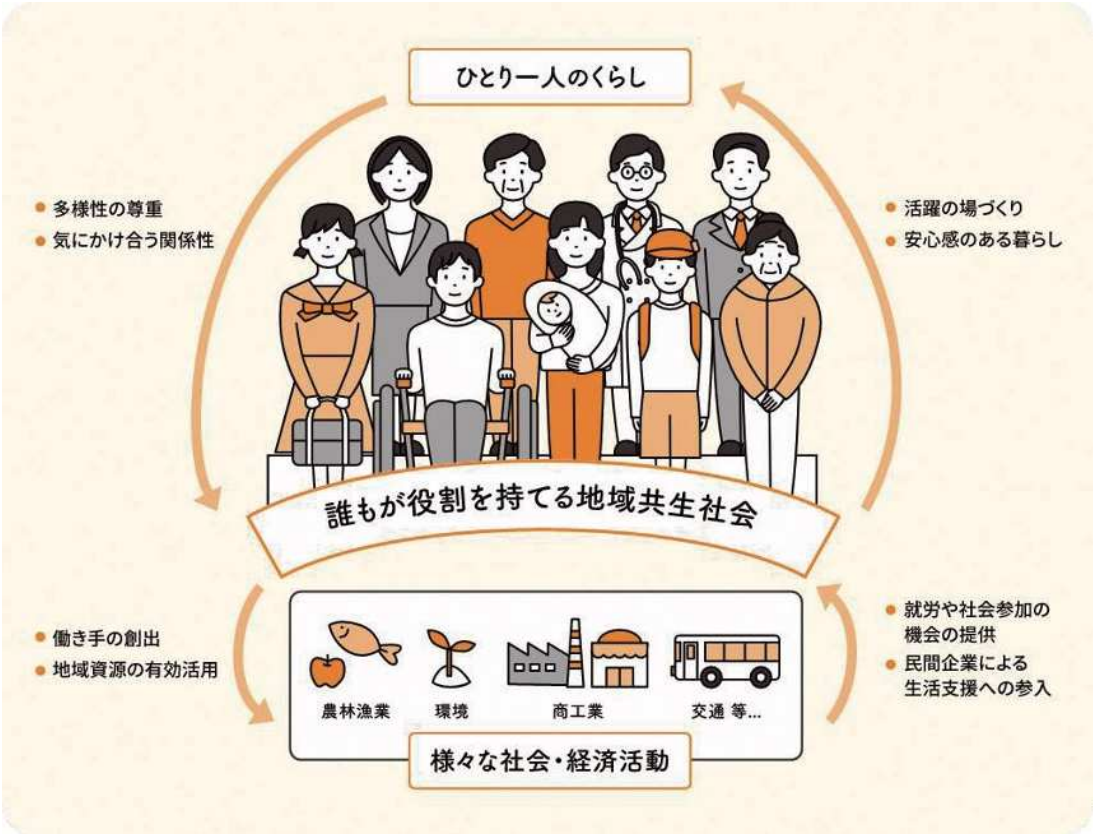 ひとり一人のくらし
多様性の尊重
気にかけ合う関係性
活躍の場づくり
安心感のある暮らし
誰もが役割を持てる地域共生社会
働き手の創出
地域資源の有効活用
就労や社会参加の
機会の提供
民間企業による
生活支援への参入
農林漁業
環境
商工業
交通 等...
様々な社会・経済活動